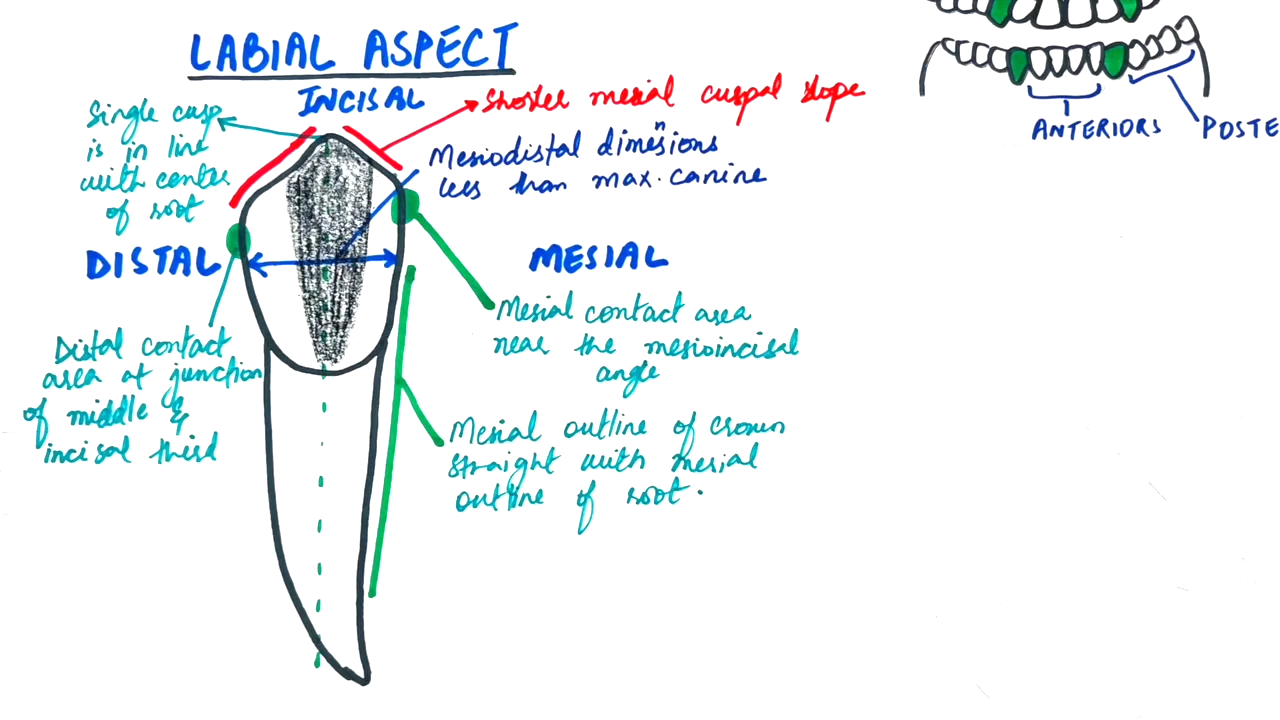 LABIAL ASPECT
INCISAL
Shorter mesial cuspal slope
Single cusp
is in line
with center
of root
Mesiodistal dimensions
less than max. canine
ANTERIORS
POSTE
DISTAL
MESIAL
Mesial contact area
near the mesioincisal
angle
Distal contact
area at junction
of middle &
incisal third
Mesial outline of crown
straight with mesial
outline of root.